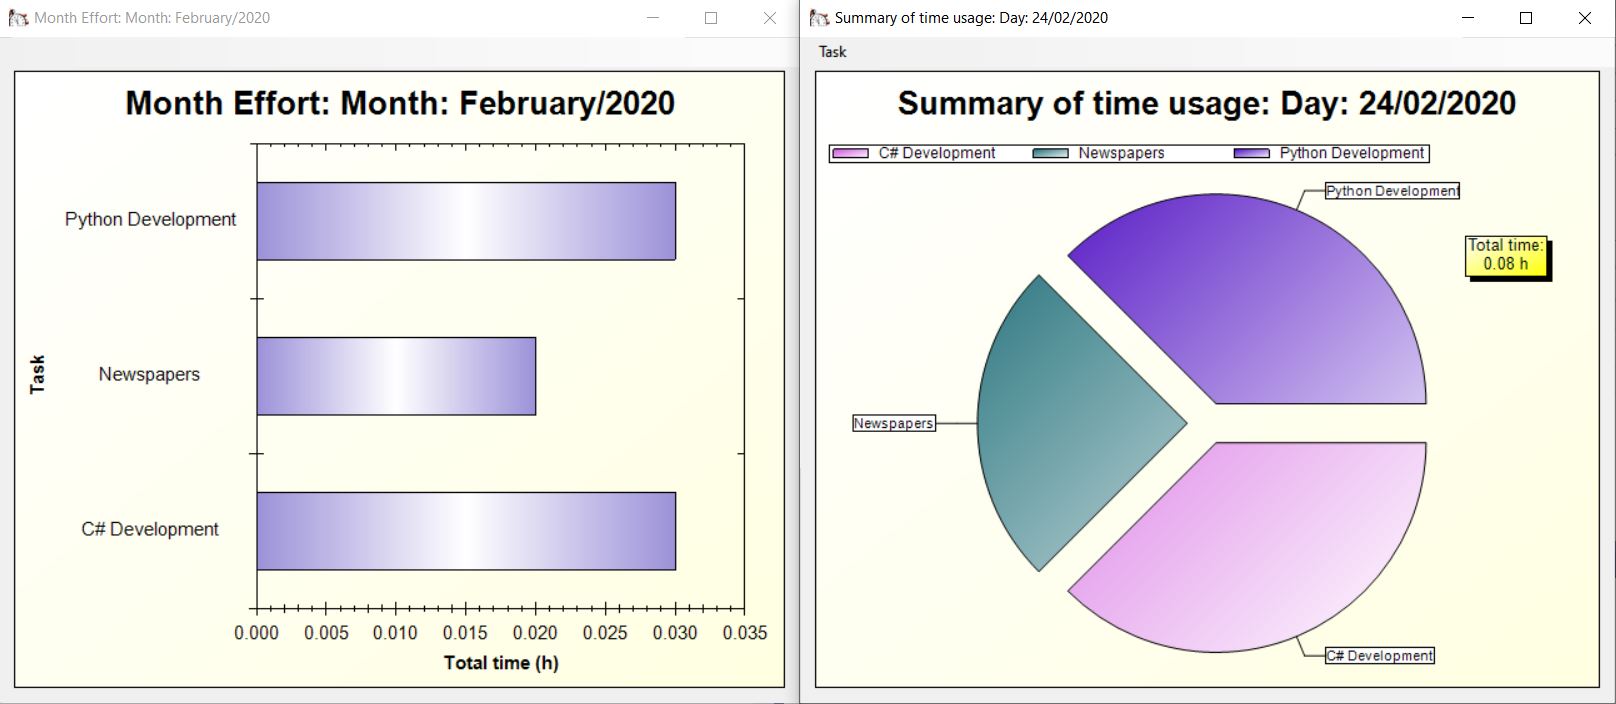 Month Effort: Month: February/2020
Month Effort: Month: February/2020
Python Development
Newspapers
C# Development
Task
0.000 0.005 0.010 0.015 0.020 0.025 0.030 0.035
Total time (h)
Summary of time usage: Day: 24/02/2020
Task
Summary of time usage: Day: 24/02/2020
C# Development Newspapers Python Development
Python Development
Total time:
0.08 h
Newspapers
C# Development